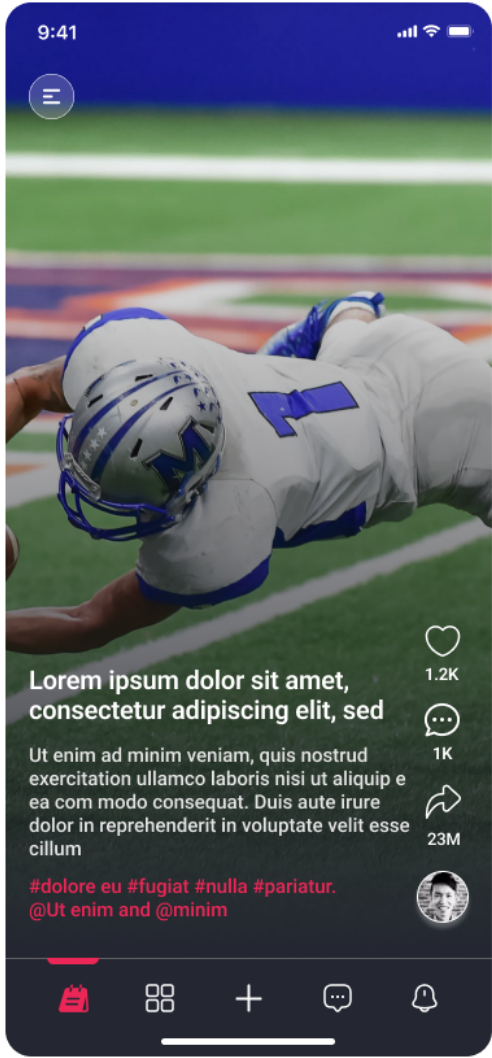 9:41
M
1
Lorem ipsum dolor sit amet,
consectetur adipiscing elit, sed
1.2K
Ut enim ad minim veniam, quis nostrud
exercitation ullamco laboris nisi ut aliquip e
ea com modo consequat. Duis aute irure
dolor in reprehenderit in voluptate velit esse
cillum
1K
23M
#dolore eu #fugiat #nulla #pariatur.
@Ut enim and @minim